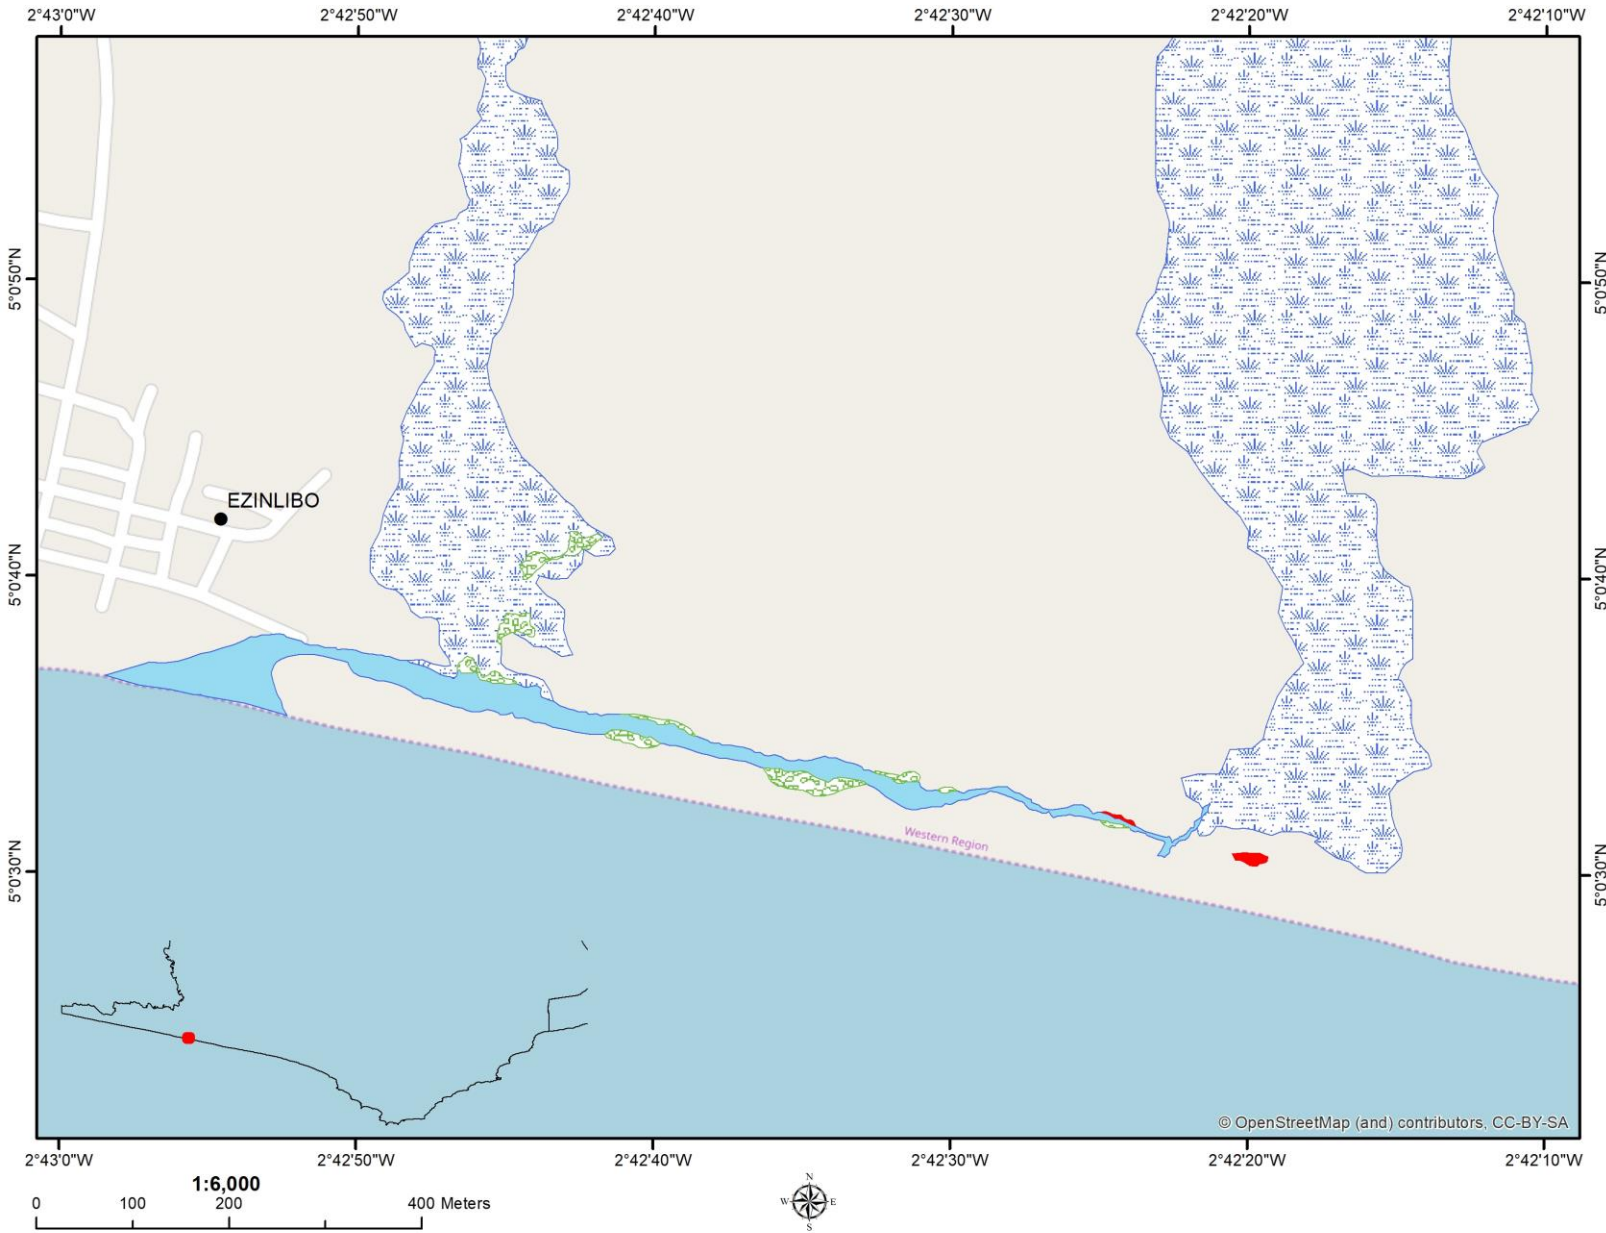 2°43'0"W 2°42'50"W 2°42'40"W 2°42'30"W 2°42'20"W 2°42'10"W
5°0'50"N 5°0'50"N
EZINLIBO
5°0'40"N 5°0'40"N
Western Region
5°0'30"N 5°0'30"N
© OpenStreetMap (and) contributors, CC-BY-SA
2°43'0"W 2°42'50"W 2°42'40"W 2°42'30"W 2°42'20"W 2°42'10"W
1:6,000
0 100 200 400 Meters
N
W E
S